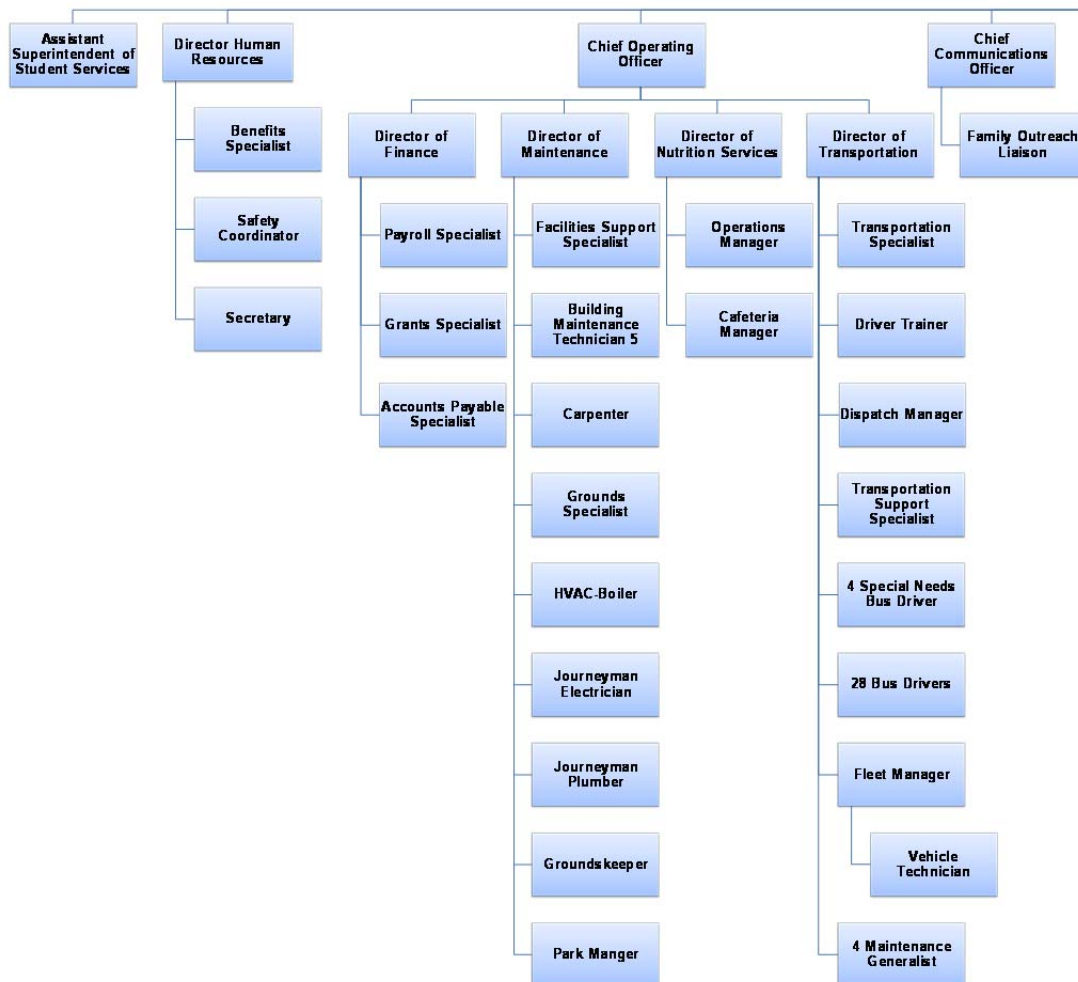 Assistant
Superintendent of
Student Services
Director Human
Resources
Benefits
Specialist
Safety
Coordinator
Secretary
Chief Operating
Officer
Director of
Finance
Payroll Specialist
Grants Specialist
Accounts Payable
Specialist
Director of
Maintenance
Facilities Support
Specialist
Building
Maintenance
Technician 5
Carpenter
Grounds
Specialist
HVAC-Boiler
Journeyman
Electrician
Journeyman
Plumber
Groundskeeper
Park Manger
Director of
Nutrition Services
Operations
Manager
Cafeteria
Manager
Director of
Transportation
Transportation
Specialist
Driver Trainer
Dispatch Manager
Transportation
Support
Specialist
4 Special Needs
Bus Driver
28 Bus Drivers
Fleet Manager
Vehicle
Technician
4 Maintenance
Generalist
Chief
Communications
Officer
Family Outreach
Liaison